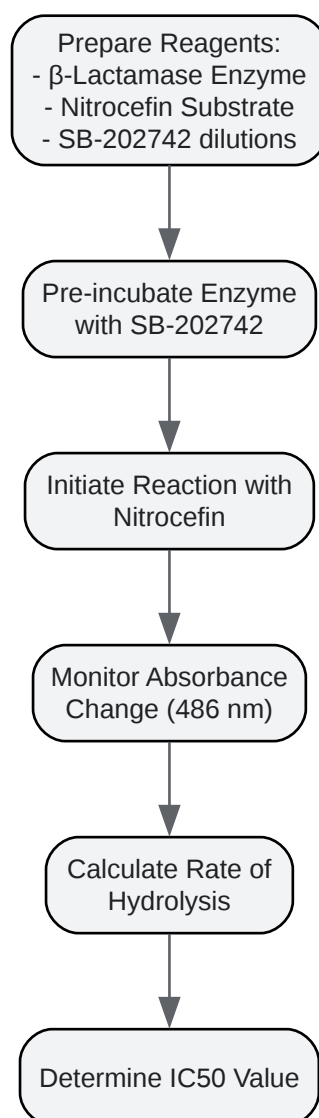 Prepare Reagents:
- β-Lactamase Enzyme
- Nitrocefin Substrate
- SB-202742 dilutions
Pre-incubate Enzyme
with SB-202742
Initiate Reaction with
Nitrocefin
Monitor Absorbance
Change (486 nm)
Calculate Rate of
Hydrolysis
Determine IC50 Value